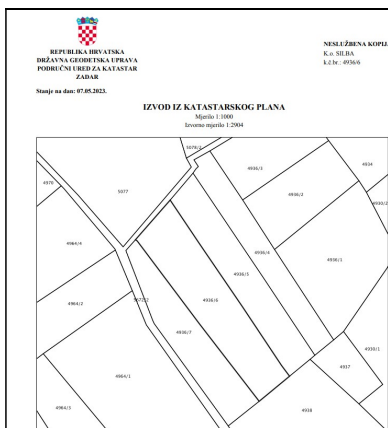 REPUBLIKA HRVATSKA
DRŽAVNA GEODETSKA UPRAVA
PODRUČNI URED ZA KATASTAR
ZADAR
Stanje na dan: 07.05.2023.
NESLUŽBENA KOPIJ
K.o. SILBA
k.č.br.: 4936/6
IZVOD IZ KATASTARSKOG PLANA
Mjerilo 1:1000
Izvorno mjerilo 1:2904
5078/2
4970
5077
4936/3
4934
4936/2
4930/2
4964/4
4936/4
4936/1
4936/5
4964/2
4936/6
4936/7
4930/1
4937
4964/1
4964/3
4938